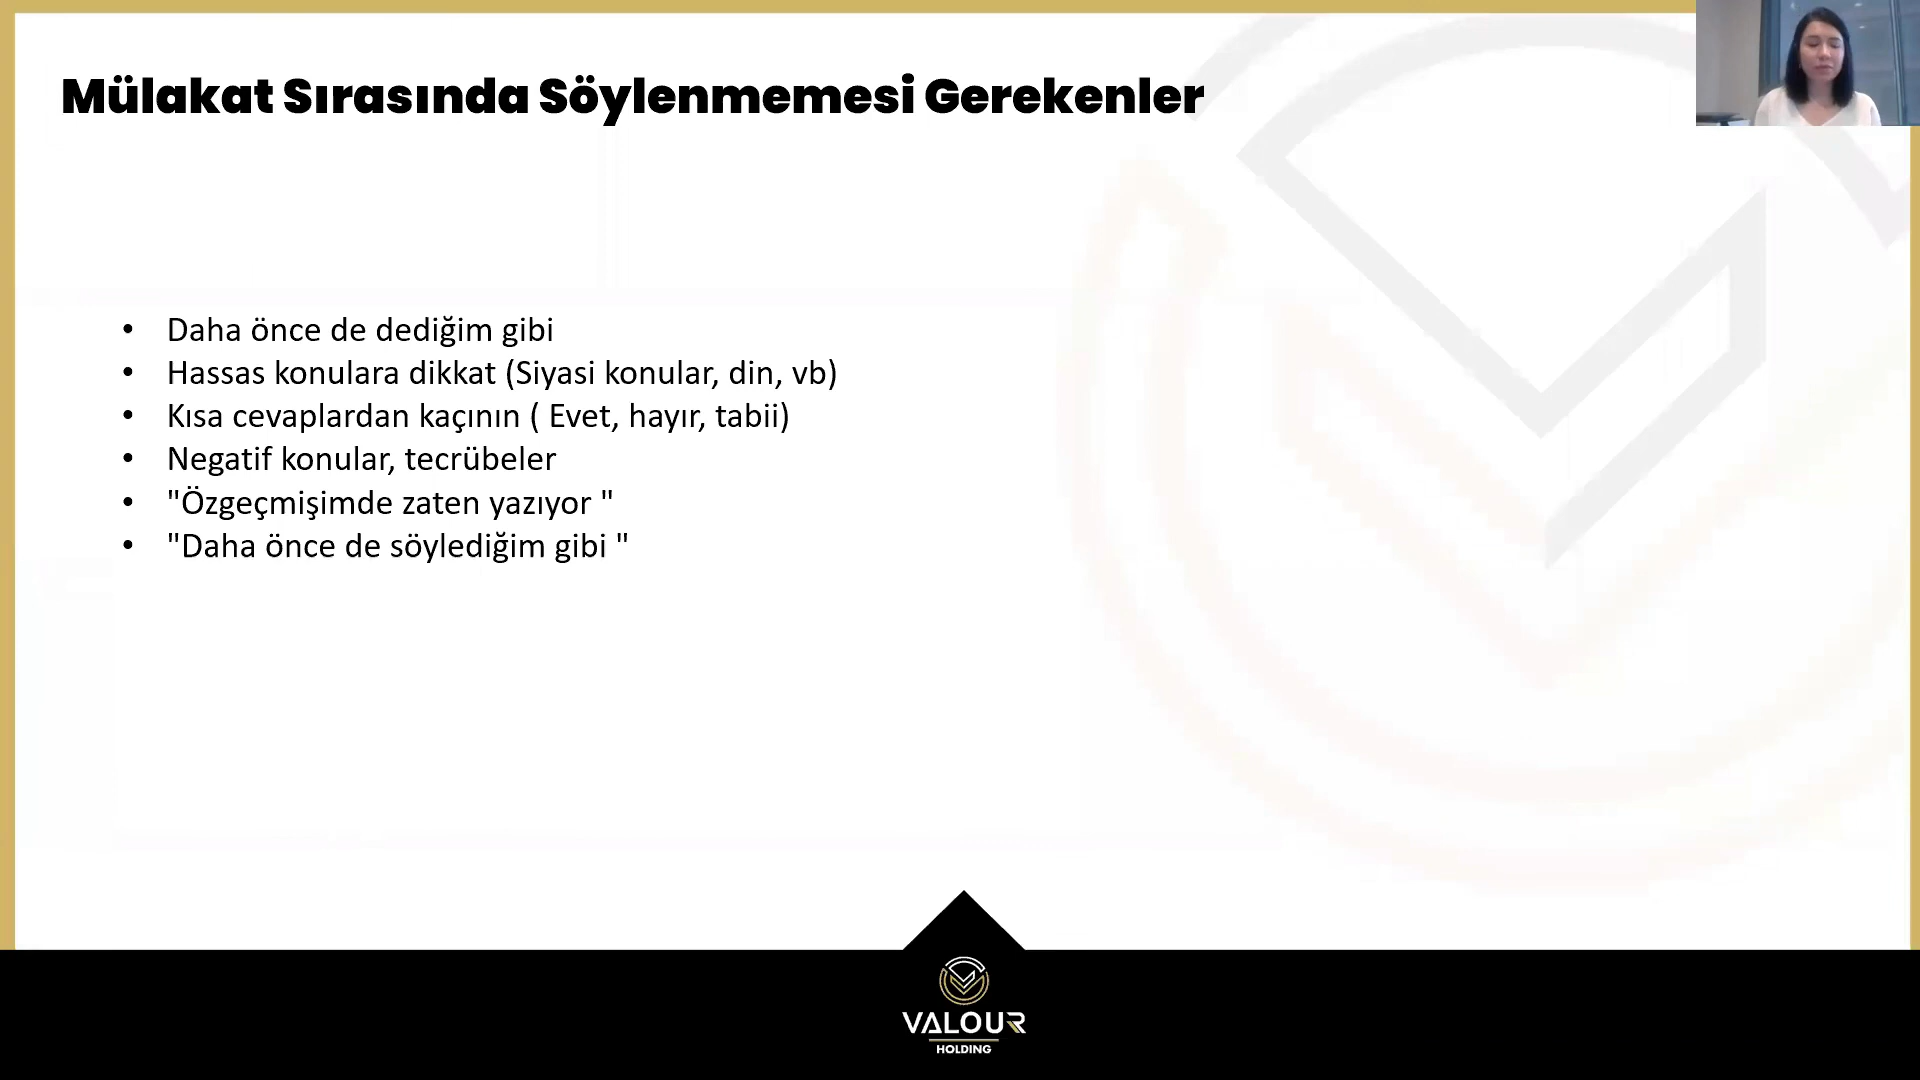 Mülakat Sırasında Söylenmemesi Gerekenler
• Daha önce de dediğim gibi
• Hassas konulara dikkat (Siyasi konular, din, vb)
• Kısa cevaplardan kaçının ( Evet, hayır, tabii)
• Negatif konular, tecrübeler
• "Özgeçmişimde zaten yazıyor "
• "Daha önce de söylediğim gibi "
VALOUR
HOLDING